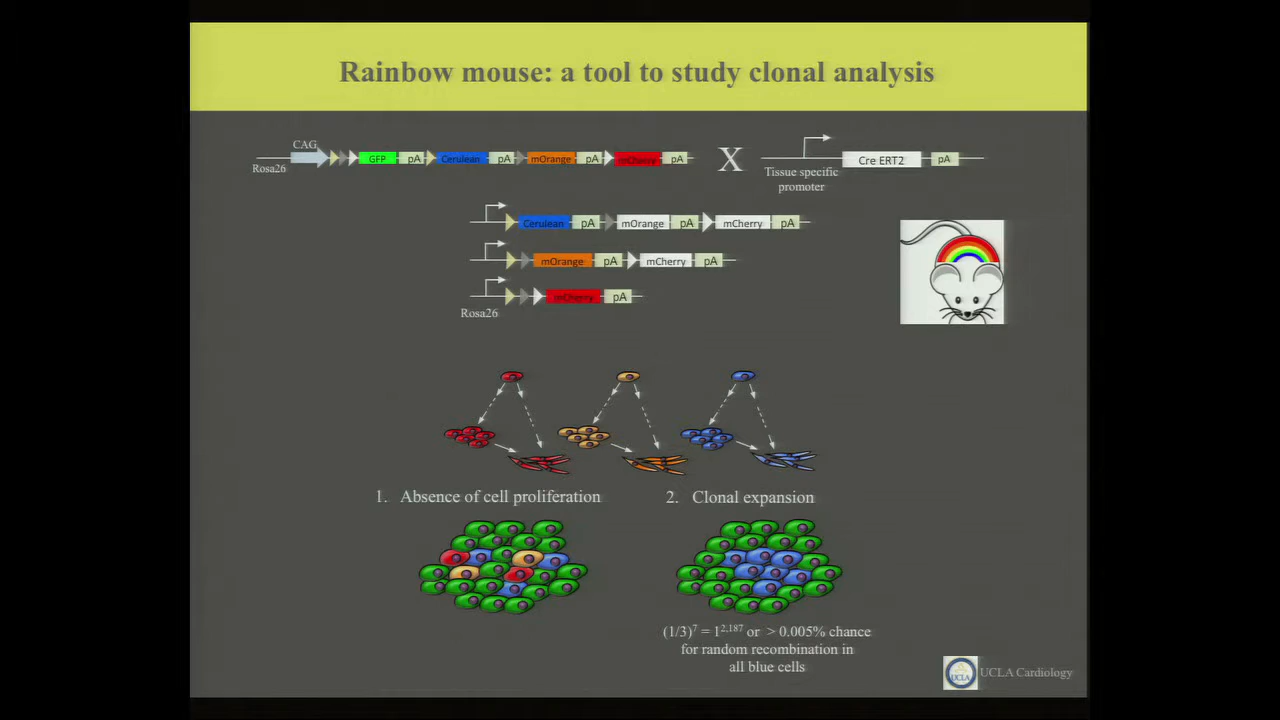 Rainbow mouse: a tool to study clonal analysis
CAG
Rosa26
GFP pA Cerulean pA mOrange pA mCherry pA
X
Cre ERT2 pA
Tissue specific
promoter
Cerulean pA mOrange pA mCherry pA
mOrange pA mCherry pA
mCherry pA
Rosa26
1. Absence of cell proliferation
2. Clonal expansion
(1/3)⁷ = 1²,¹⁸⁷ or > 0.005% chance
for random recombination in
all blue cells
UCLA
UCLA Cardiology